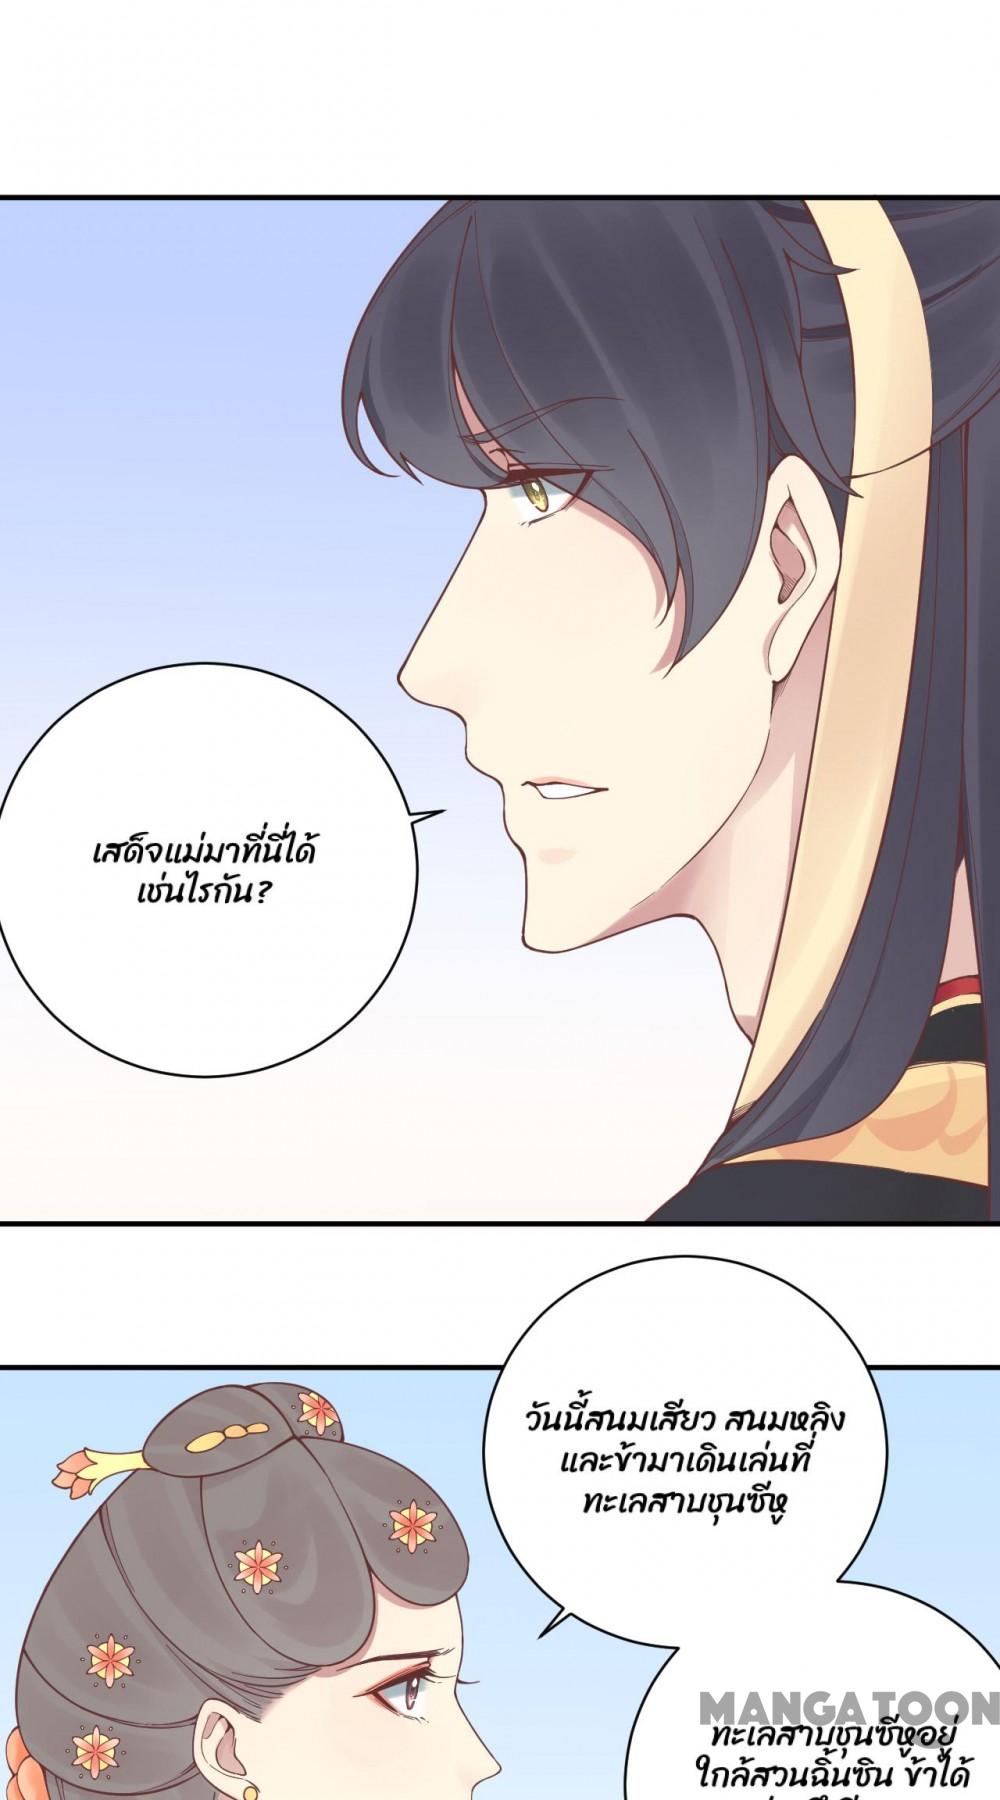 เสด็จแม่มาที่นี่ได้
เช่นไรกัน?
วันนี้สนมเสียว สนมหลิง
และข้ามาเดินเล่นที่
ทะเลสาบชุนซีหู
MANGATOON
ทะเลสาบชุนซีหูอยู่
ใกล้สวนฉิ้นซิน ข้าได้